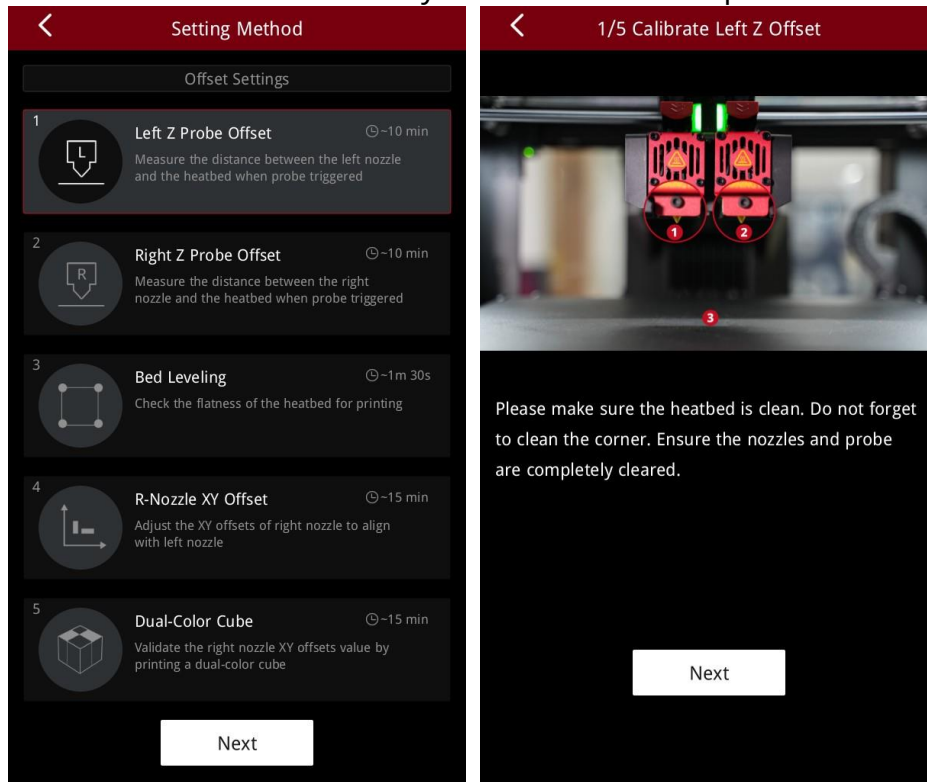 Setting Method
Offset Settings
1
L
Left Z Probe Offset
~10 min
Measure the distance between the left nozzle
and the heatbed when probe triggered
2
R
Right Z Probe Offset
~10 min
Measure the distance between the right
nozzle and the heatbed when probe triggered
3
Bed Leveling
~1m 30s
Check the flatness of the heatbed for printing
4
R-Nozzle XY Offset
~15 min
Adjust the XY offsets of right nozzle to align
with left nozzle
5
Dual-Color Cube
~15 min
Validate the right nozzle XY offsets value by
printing a dual-color cube
Next
1/5 Calibrate Left Z Offset
1
2
3
Please make sure the heatbed is clean. Do not forget
to clean the corner. Ensure the nozzles and probe
are completely cleared.
Next